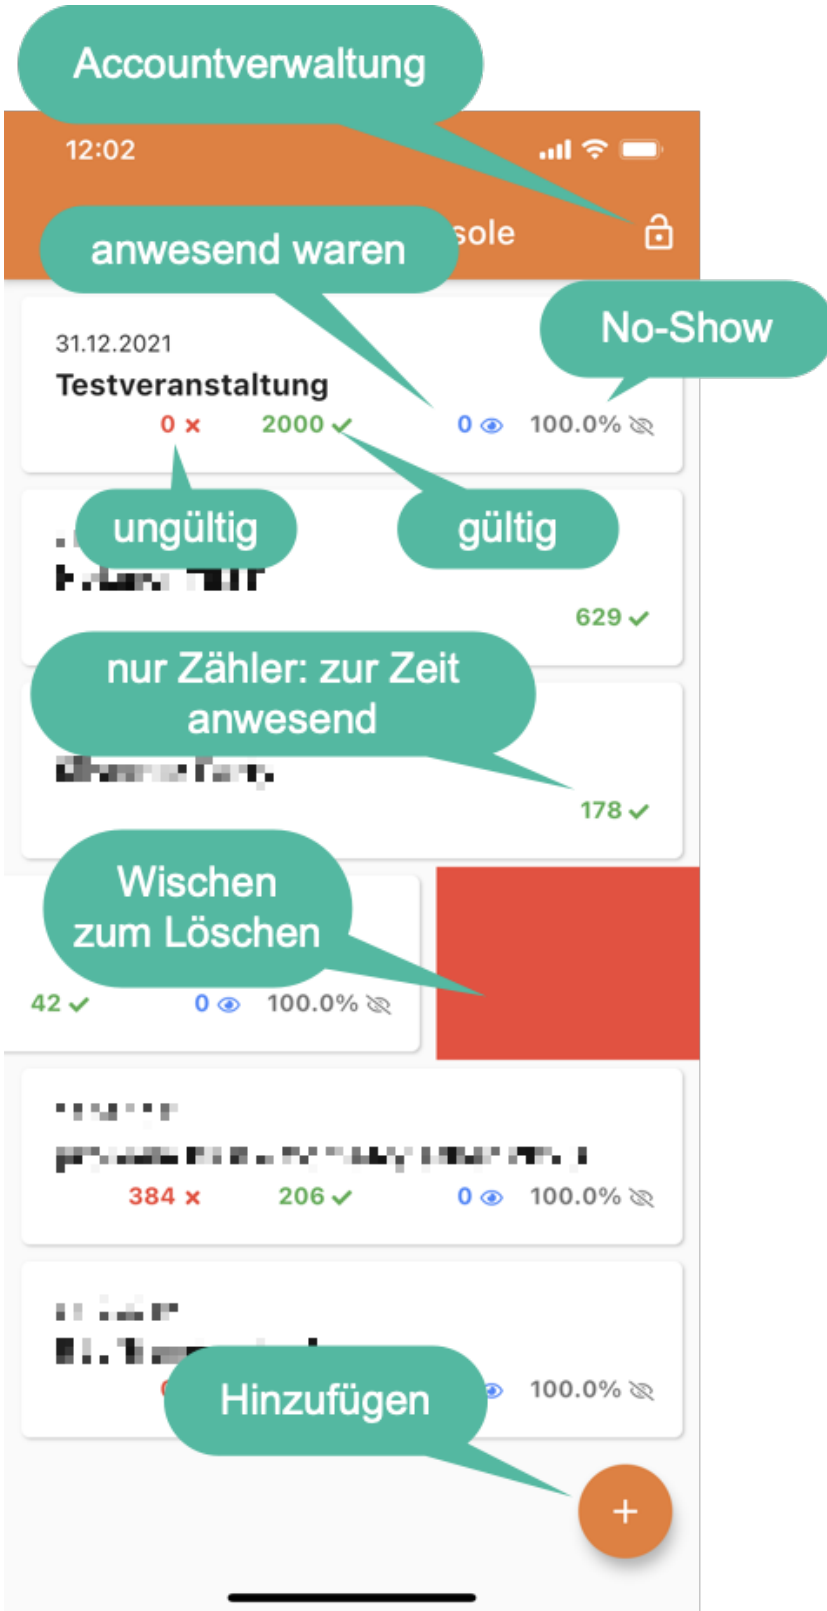 Accountverwaltung
12:02
anwesend waren
sole
No-Show
31.12.2021
Testveranstaltung
0 × 2000 ✓ 0 100.0%
ungültig
gültig
629 ✓
nur Zähler: zur Zeit
anwesend
178 ✓
Wischen
zum Löschen
42 ✓ 0 100.0%
384 × 206 ✓ 0 100.0%
Hinzufügen
100.0%
+